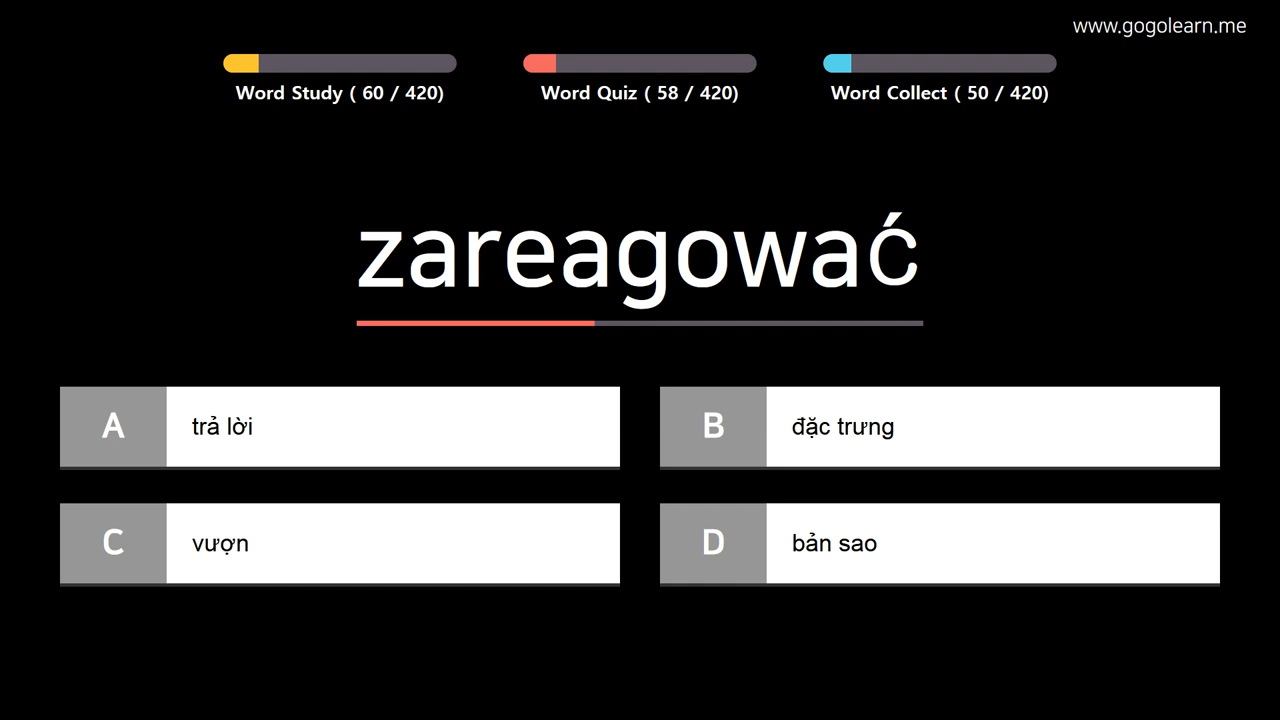 www.gogolearn.me
Word Study ( 60 / 420)
Word Quiz ( 58 / 420)
Word Collect ( 50 / 420)
zareagować
A
trả lời
B
đặc trưng
C
vượn
D
bản sao